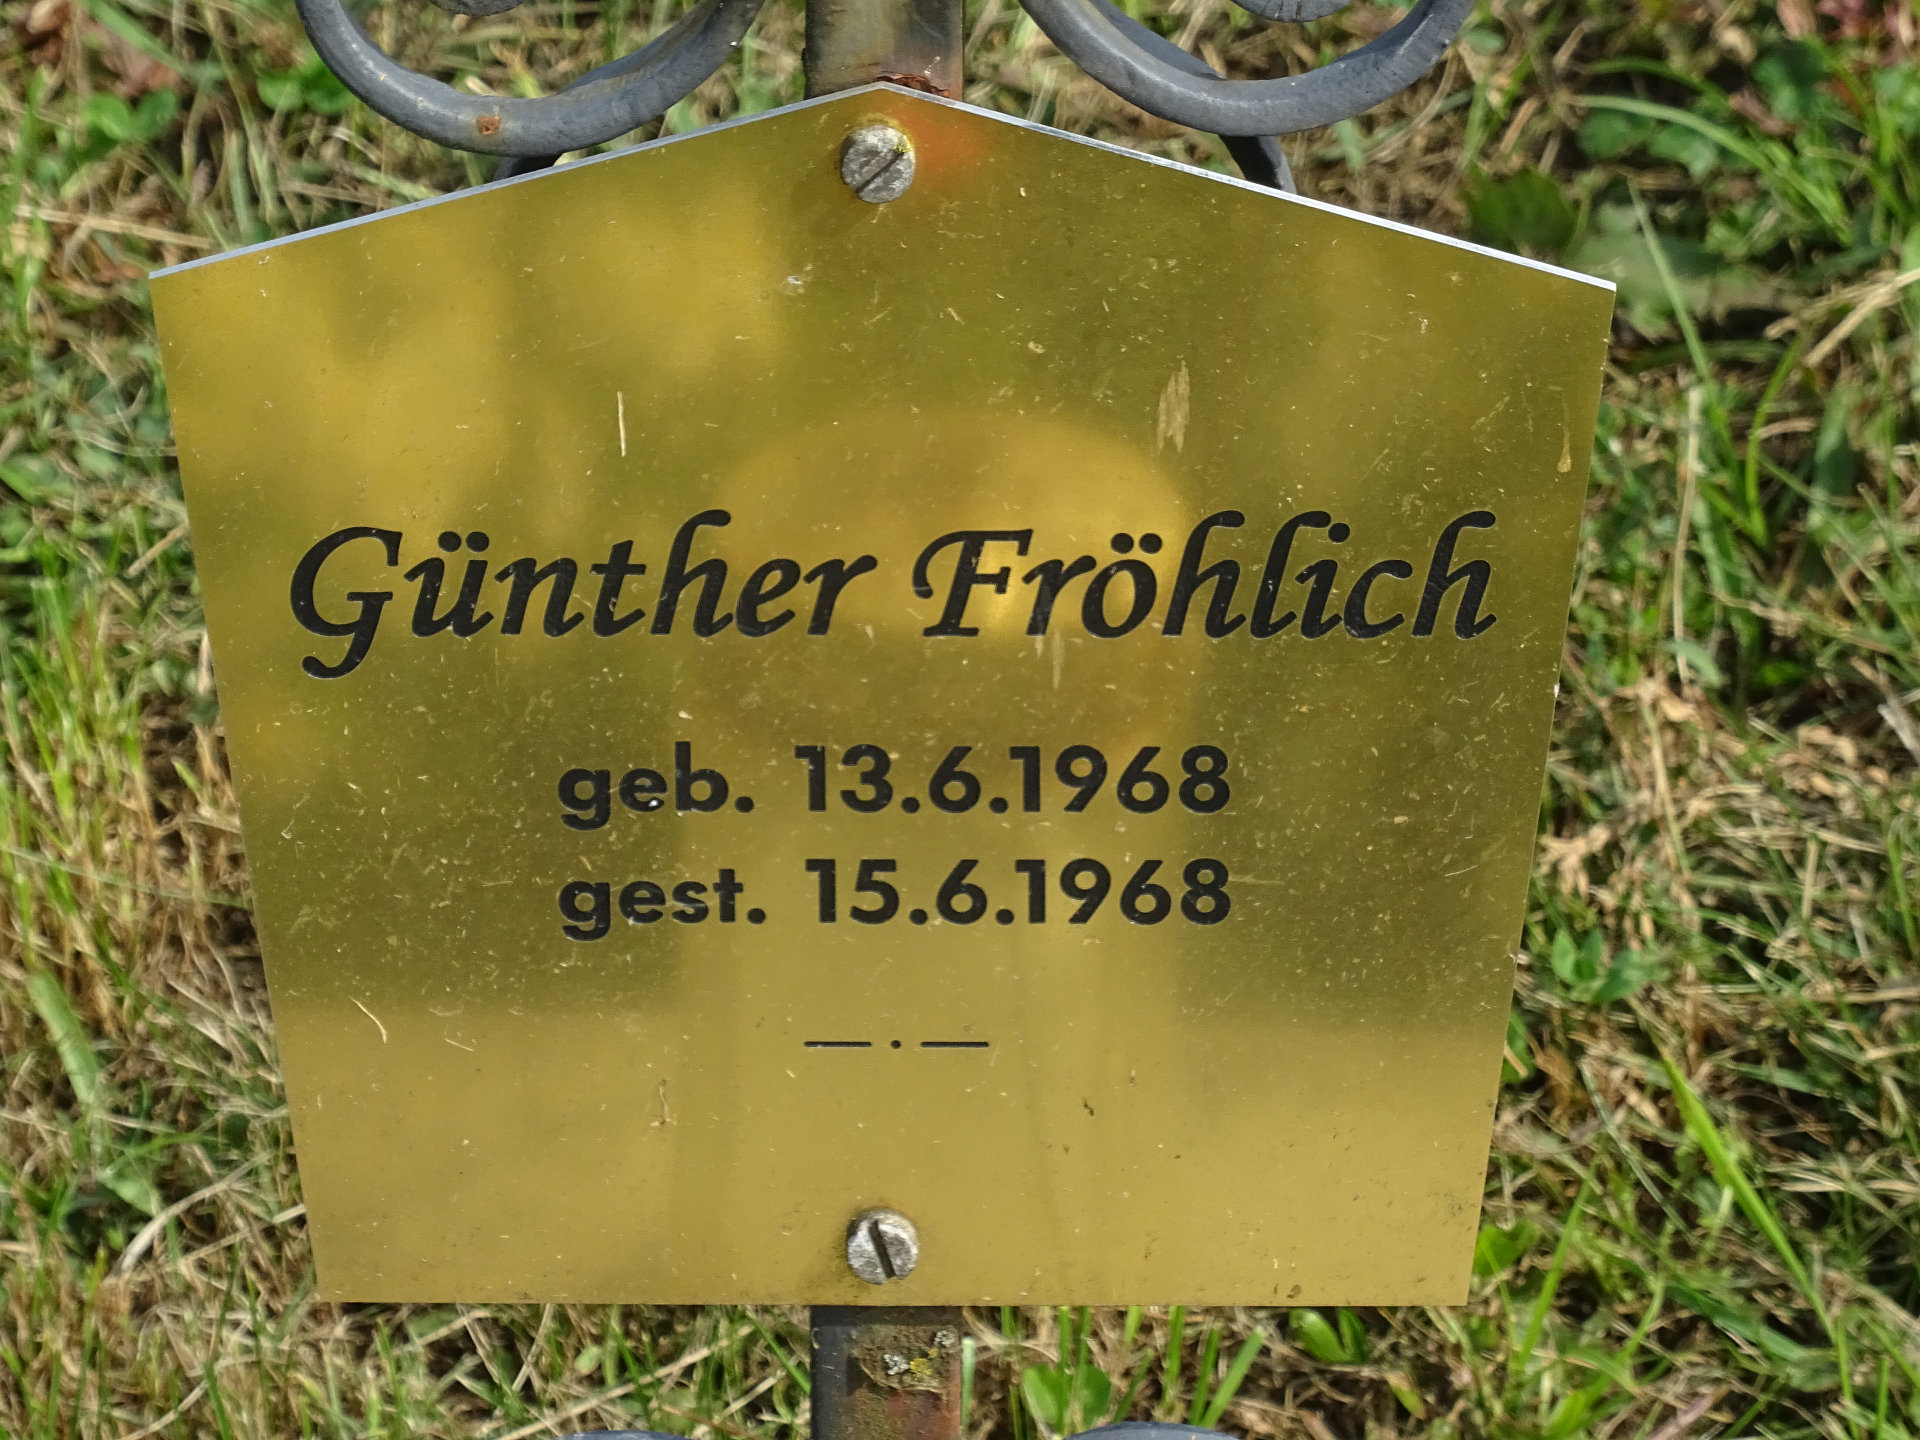 Günther Fröhlich
geb. 13.6.1968
gest. 15.6.1968
— . —